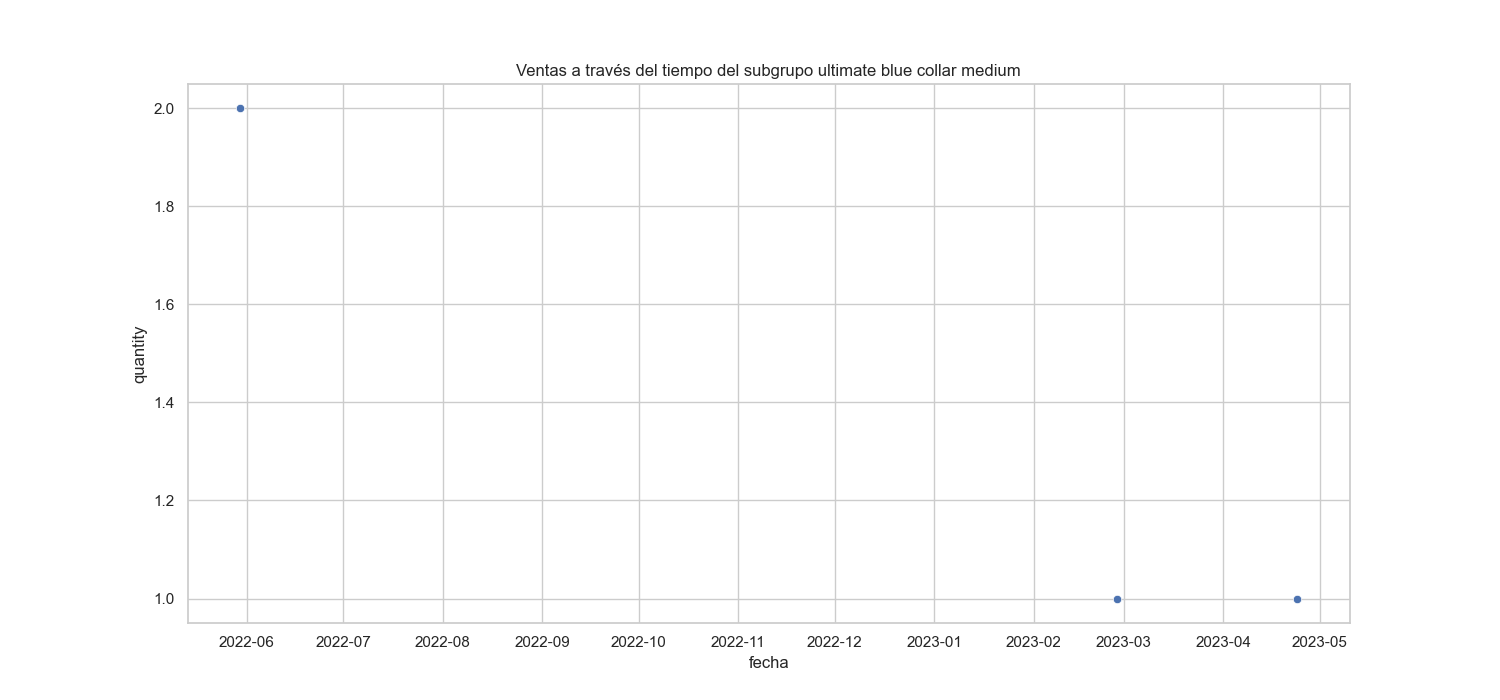 Ventas a través del tiempo del subgrupo ultimate blue collar medium
2.0
1.8
1.6
1.4
1.2
1.0
quantity
2022-06 2022-07 2022-08 2022-09 2022-10 2022-11 2022-12 2023-01 2023-02 2023-03 2023-04 2023-05
fecha